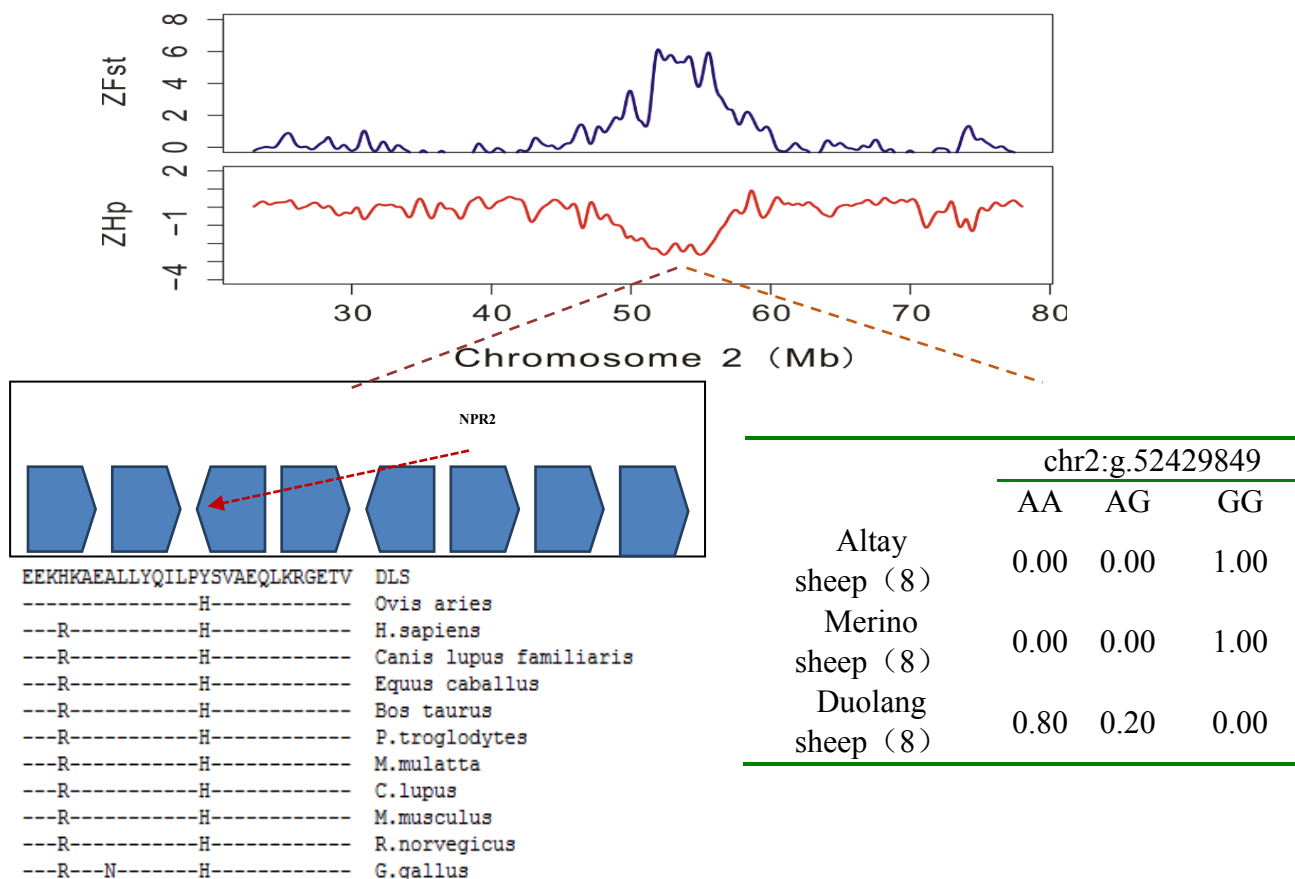 ZFst
0 2 4 6 8
ZHp
-4 -1 2
30 40 50 60 70 80
Chromosome 2 （Mb）
NPR2
EEKHKAEALLYQILPYSVAEQLKRGETV DLS
---------------H------------ Ovis aries
---R-----------H------------ H.sapiens
---R-----------H------------ Canis lupus familiaris
---R-----------H------------ Equus caballus
---R-----------H------------ Bos taurus
---R-----------H------------ P.troglodytes
---R-----------H------------ M.mulatta
---R-----------H------------ C.lupus
---R-----------H------------ M.musculus
---R-----------H------------ R.norvegicus
---R---N-------H------------ G.gallus
chr2:g.52429849
AA AG GG
Altay
sheep（8） 0.00 0.00 1.00
Merino
sheep（8） 0.00 0.00 1.00
Duolang
sheep（8） 0.80 0.20 0.00